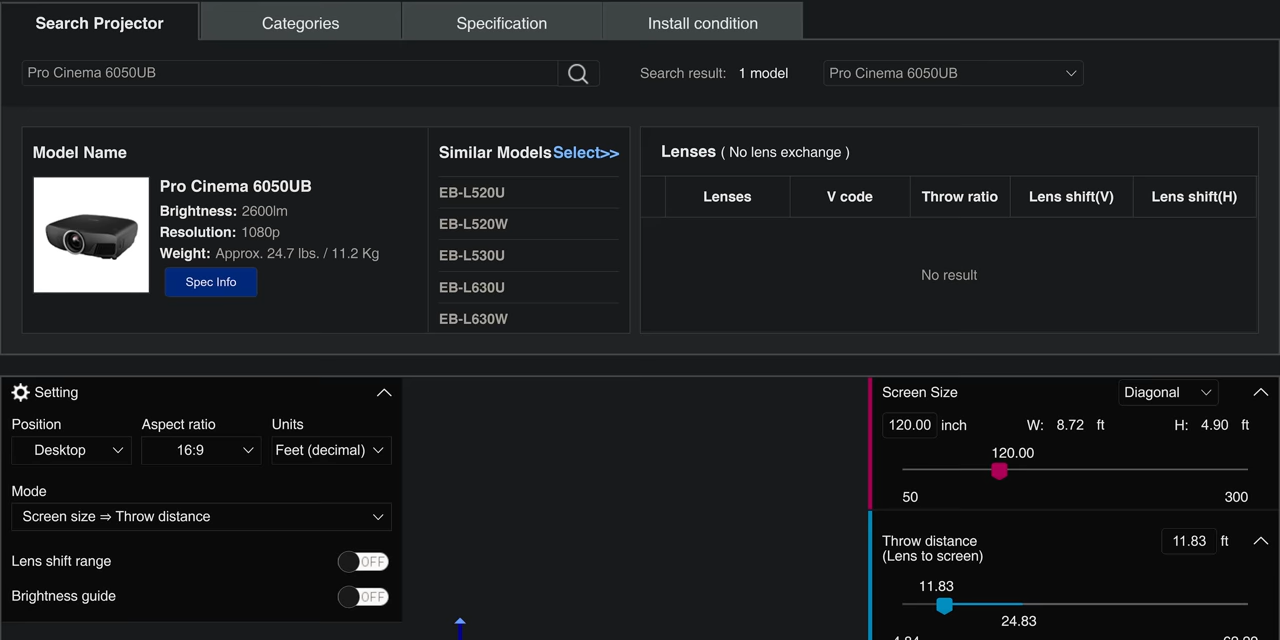 Search Projector
Categories
Specification
Install condition
Pro Cinema 6050UB
Search result: 1 model
Pro Cinema 6050UB
Model Name
Pro Cinema 6050UB
Brightness: 2600lm
Resolution: 1080p
Weight: Approx. 24.7 lbs. / 11.2 Kg
Spec Info
Similar Models Select>>
EB-L520U
EB-L520W
EB-L530U
EB-L630U
EB-L630W
Lenses ( No lens exchange )
Lenses
V code
Throw ratio
Lens shift(V)
Lens shift(H)
No result
Setting
Position
Aspect ratio
Units
Desktop
16:9
Feet (decimal)
Mode
Screen size ⇒ Throw distance
Lens shift range
OFF
Brightness guide
OFF
Screen Size
Diagonal
120.00 inch
W: 8.72 ft
H: 4.90 ft
120.00
50
300
Throw distance
(Lens to screen)
11.83 ft
11.83
24.83